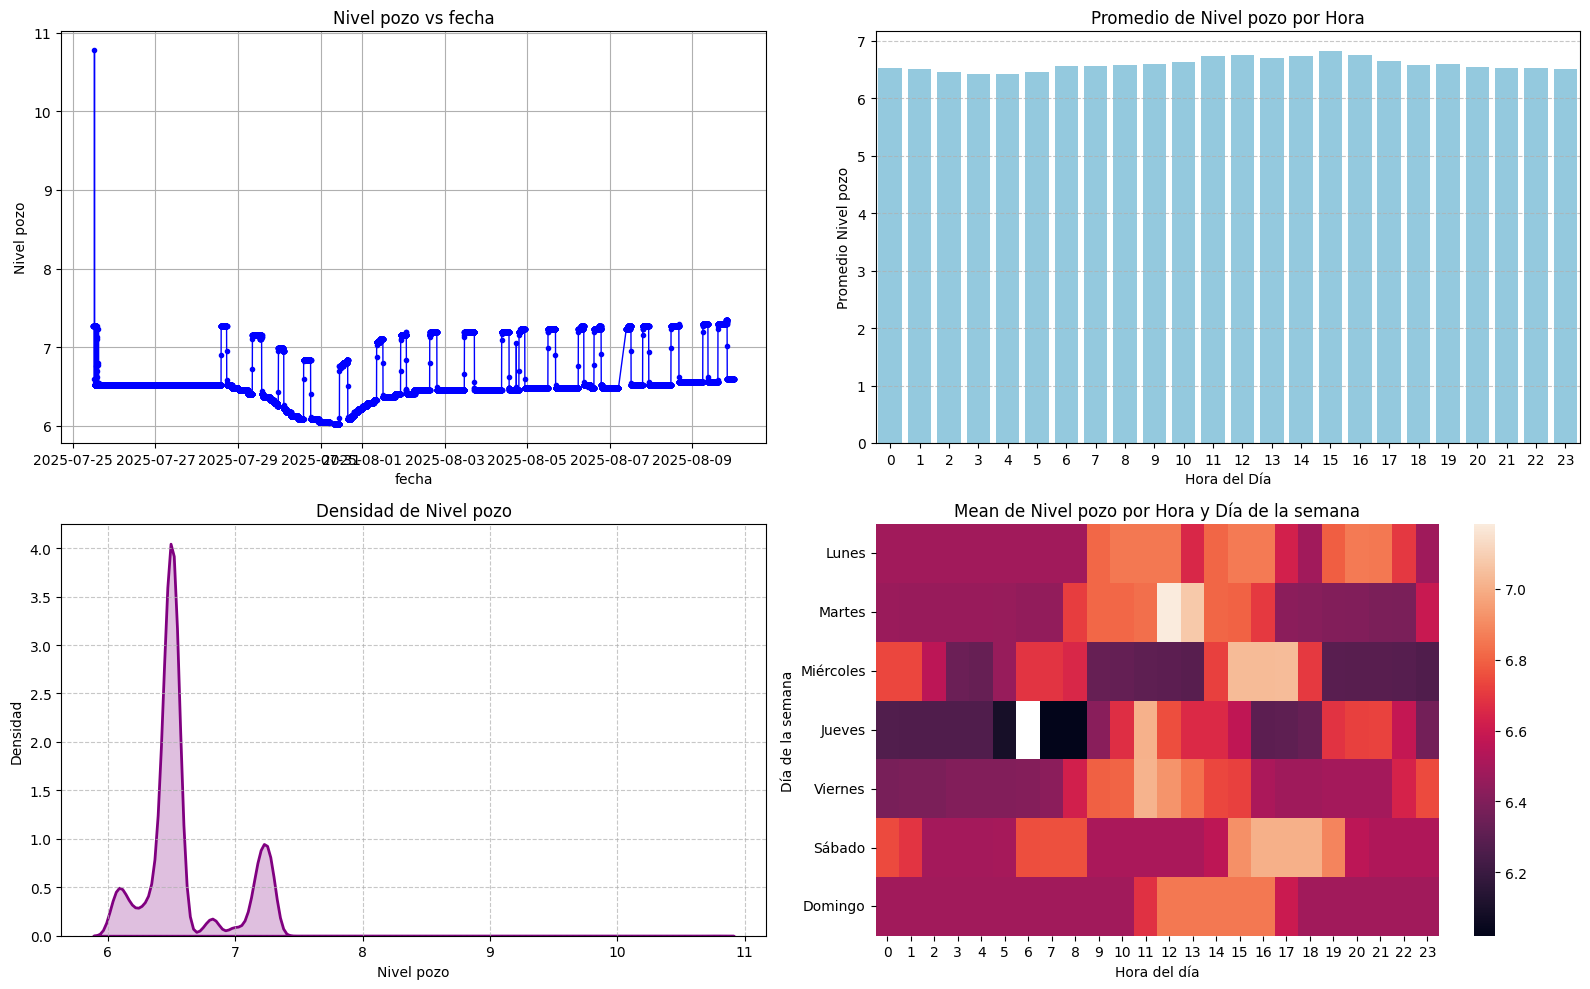 Nivel pozo vs fecha
Nivel pozo
11
10
9
8
7
6
2025-07-25 2025-07-27 2025-07-29 2025-07-31 2025-08-01 2025-08-03 2025-08-05 2025-08-07 2025-08-09
fecha
Promedio de Nivel pozo por Hora
Promedio Nivel pozo
7
6
5
4
3
2
1
0
0 1 2 3 4 5 6 7 8 9 10 11 12 13 14 15 16 17 18 19 20 21 22 23
Hora del Día
Densidad de Nivel pozo
Densidad
4.0
3.5
3.0
2.5
2.0
1.5
1.0
0.5
0.0
6 7 8 9 10 11
Nivel pozo
Mean de Nivel pozo por Hora y Día de la semana
Día de la semana
Lunes
Martes
Miércoles
Jueves
Viernes
Sábado
Domingo
0 1 2 3 4 5 6 7 8 9 10 11 12 13 14 15 16 17 18 19 20 21 22 23
Hora del día
7.0
6.8
6.6
6.4
6.2